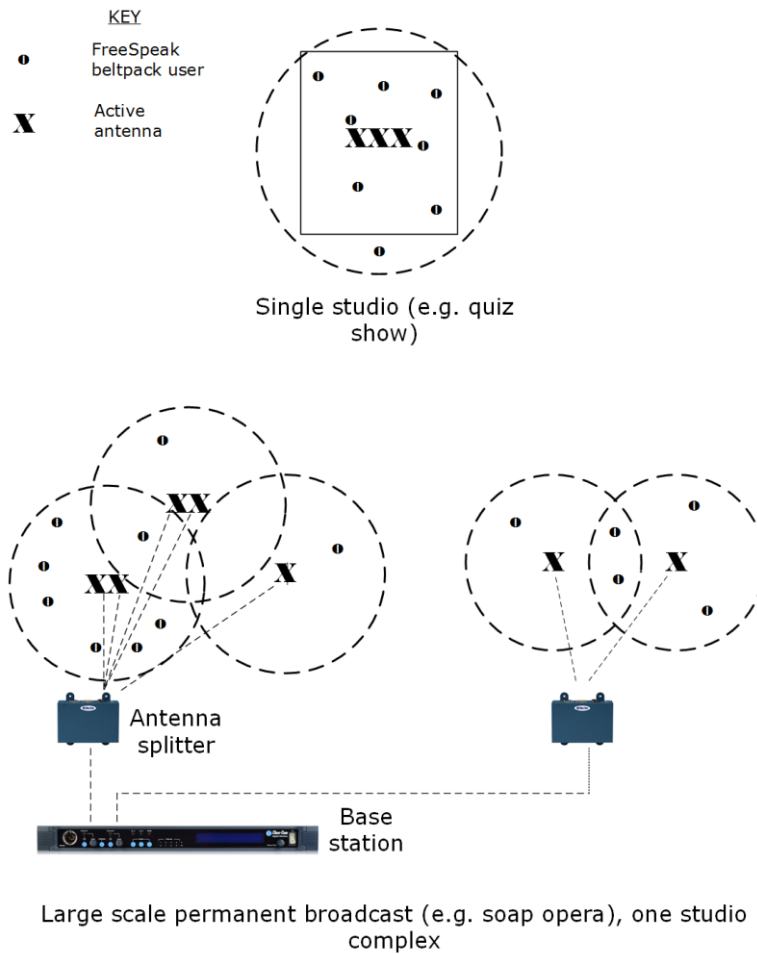 KEY
FreeSpeak
beltpack user
Active
antenna
X
XXX
Single studio (e.g. quiz
show)
XX
XX
X
X
X
Antenna
splitter
Base
station
Large scale permanent broadcast (e.g. soap opera), one studio
complex